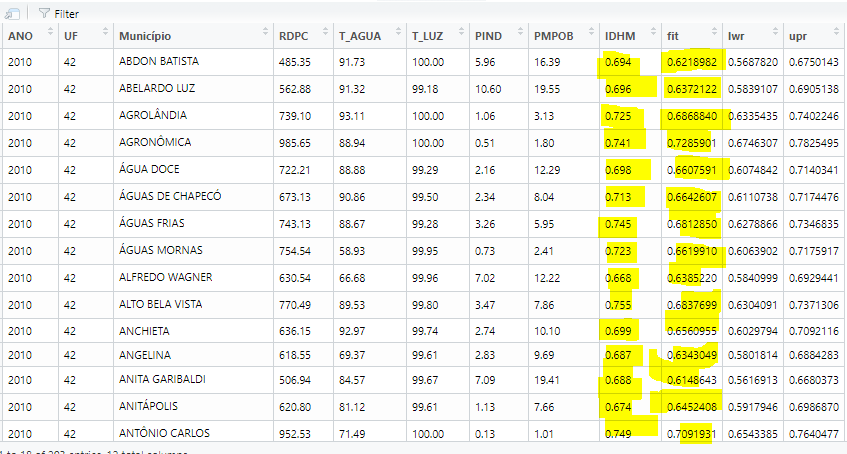 Filter
ANO UF Município RDPC T_AGUA T_LUZ PIND PMPOB IDHM fit lwr upr
2010 42 ABDON BATISTA 485.35 91.73 100.00 5.96 16.39 0.694 0.6218982 0.5687820 0.6750143
2010 42 ABELARDO LUZ 562.88 91.32 99.18 10.60 19.55 0.696 0.6372122 0.5839107 0.6905138
2010 42 AGROLÂNDIA 739.10 93.11 100.00 1.06 3.13 0.725 0.6868840 0.6335435 0.7402246
2010 42 AGRONÔMICA 985.65 88.94 100.00 0.51 1.80 0.741 0.7285901 0.6746307 0.7825495
2010 42 ÁGUA DOCE 722.21 88.88 99.29 2.16 12.29 0.698 0.6607591 0.6074842 0.7140341
2010 42 ÁGUAS DE CHAPECÓ 673.13 90.86 99.50 2.34 8.04 0.713 0.6642607 0.6110738 0.7174476
2010 42 ÁGUAS FRIAS 743.13 88.67 99.28 3.26 5.95 0.745 0.6812850 0.6278866 0.7346835
2010 42 ÁGUAS MORNAS 754.54 58.93 99.95 0.73 2.41 0.723 0.6619910 0.6063902 0.7175917
2010 42 ALFREDO WAGNER 630.54 66.68 99.96 7.02 12.22 0.668 0.6385220 0.5840999 0.6929441
2010 42 ALTO BELA VISTA 770.49 89.53 99.80 3.47 7.86 0.755 0.6837699 0.6304091 0.7371306
2010 42 ANCHIETA 636.15 92.97 99.74 2.74 10.10 0.699 0.6560955 0.6029794 0.7092116
2010 42 ANGELINA 618.55 69.37 99.61 2.83 9.69 0.687 0.6343049 0.5801814 0.6884283
2010 42 ANITA GARIBALDI 506.94 84.57 99.67 7.09 19.41 0.688 0.6148643 0.5616913 0.6680373
2010 42 ANITÁPOLIS 620.80 81.12 99.61 1.13 7.66 0.674 0.6452408 0.5917946 0.6986870
2010 42 ANTÔNIO CARLOS 952.53 71.49 100.00 0.13 1.01 0.749 0.7091931 0.6543385 0.7640477